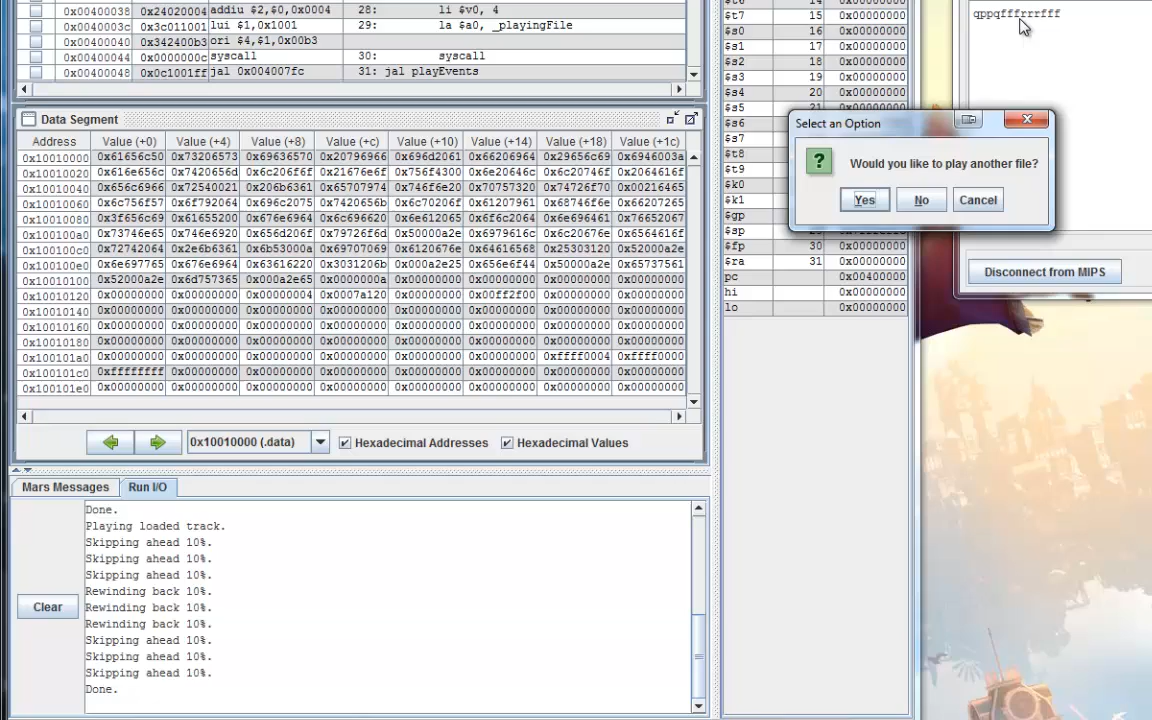 0x00400038 0x24020004 addiu $2,$0,0x0004 28: li $v0, 4
0x0040003c 0x3c011001 lui $1,0x1001 29: la $a0, _playingFile
0x00400040 0x342400b3 ori $4,$1,0x00b3
0x00400044 0x0000000c syscall 30: syscall
0x00400048 0x0c1001ff jal 0x004007fc 31: jal playEvents
Data Segment
Address Value (+0) Value (+4) Value (+8) Value (+c) Value (+10) Value (+14) Value (+18) Value (+1c)
0x10010000 0x61656c50 0x73206573 0x69636570 0x20796966 0x696d2061 0x66206964 0x29656c69 0x6946003a
0x10010020 0x616e656c 0x7420656d 0x6c206f6f 0x21676e6f 0x756f4300 0x6e20646c 0x6c20746f 0x2064616f
0x10010040 0x656c6966 0x72540021 0x206b6361 0x65707974 0x746f6e20 0x70757320 0x74726f70 0x00216465
0x10010060 0x6c756f57 0x6f792064 0x696c2075 0x7420656b 0x6c70206f 0x61207961 0x68746f6e 0x66207265
0x10010080 0x3f656c69 0x61655200 0x676e6964 0x6c696620 0x6e612065 0x6f6c2064 0x6e696461 0x76652067
0x100100a0 0x73746e65 0x746e6920 0x656d206f 0x79726f6d 0x50000a2e 0x6979616c 0x6c20676e 0x6564616f
0x100100c0 0x72742064 0x2e6b6361 0x6b53000a 0x69707069 0x6120676e 0x64616568 0x25303120 0x52000a2e
0x100100e0 0x6e697765 0x676e6964 0x63616220 0x3031206b 0x000a2e25 0x656e6f44 0x50000a2e 0x65737561
0x10010100 0x52000a2e 0x6d757365 0x000a2e65 0x0000000a 0x00000000 0x00000000 0x00000000 0x00000000
0x10010120 0x00000000 0x00000000 0x00000004 0x0007a120 0x00000000 0x00ff2f00 0x00000000 0x00000000
0x10010140 0x00000000 0x00000000 0x00000000 0x00000000 0x00000000 0x00000000 0x00000000 0x00000000
0x10010160 0x00000000 0x00000000 0x00000000 0x00000000 0x00000000 0x00000000 0x00000000 0x00000000
0x10010180 0x00000000 0x00000000 0x00000000 0x00000000 0x00000000 0x00000000 0x00000000 0x00000000
0x100101a0 0x00000000 0x00000000 0x00000000 0x00000000 0x00000000 0x00000000 0xffff0004 0xffff0000
0x100101c0 0xffffffff 0x00000000 0x00000000 0x00000000 0x00000000 0x00000000 0x00000000 0x00000000
0x100101e0 0x00000000 0x00000000 0x00000000 0x00000000 0x00000000 0x00000000 0x00000000 0x00000000
0x10010000 (.data) Hexadecimal Addresses Hexadecimal Values
Mars Messages Run I/O
Done.
Playing loaded track.
Skipping ahead 10%.
Skipping ahead 10%.
Skipping ahead 10%.
Rewinding back 10%.
Rewinding back 10%.
Rewinding back 10%.
Skipping ahead 10%.
Skipping ahead 10%.
Skipping ahead 10%.
Done.
Clear
$t7 15 0x00000000
$s0 16 0x00000000
$s1 17 0x00000000
$s2 18 0x00000000
$s3 19 0x00000000
$s4 20 0x00000000
$s5
$s6
$s7
$t8
$t9
$k0
$k1
$gp
$sp
$fp 30 0x00000000
$ra 31 0x00000000
pc 0x00400000
hi 0x00000000
lo 0x00000000
qppqfffrrrfff
Select an Option
Would you like to play another file?
Yes No Cancel
Disconnect from MIPS